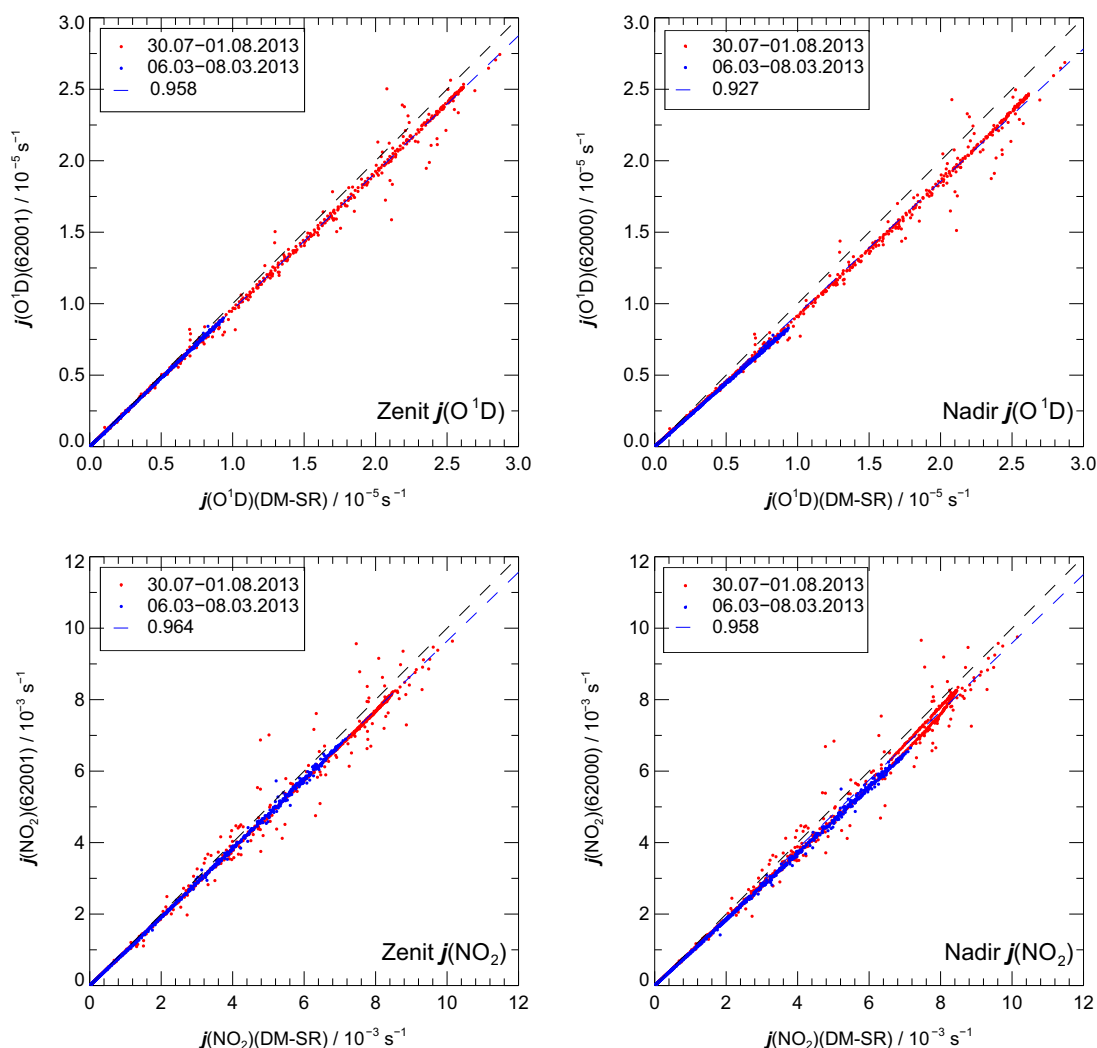 30.07−01.08.2013
06.03−08.03.2013
0.958
3.0
2.5
2.0
1.5
1.0
0.5
0.0
j(O¹D)(62001) / 10⁻⁵ s⁻¹
Zenit j(O ¹D)
0.0 0.5 1.0 1.5 2.0 2.5 3.0
j(O¹D)(DM-SR) / 10⁻⁵ s⁻¹
30.07−01.08.2013
06.03−08.03.2013
0.927
3.0
2.5
2.0
1.5
1.0
0.5
0.0
j(O¹D)(62000) / 10⁻⁵ s⁻¹
Nadir j(O ¹D)
0.0 0.5 1.0 1.5 2.0 2.5 3.0
j(O¹D)(DM-SR) / 10⁻⁵ s⁻¹
30.07−01.08.2013
06.03−08.03.2013
0.964
12
10
8
6
4
2
0
j(NO₂)(62001) / 10⁻³ s⁻¹
Zenit j(NO₂)
0 2 4 6 8 10 12
j(NO₂)(DM-SR) / 10⁻³ s⁻¹
30.07−01.08.2013
06.03−08.03.2013
0.958
12
10
8
6
4
2
0
j(NO₂)(62000) / 10⁻³ s⁻¹
Nadir j(NO₂)
0 2 4 6 8 10 12
j(NO₂)(DM-SR) / 10⁻³ s⁻¹